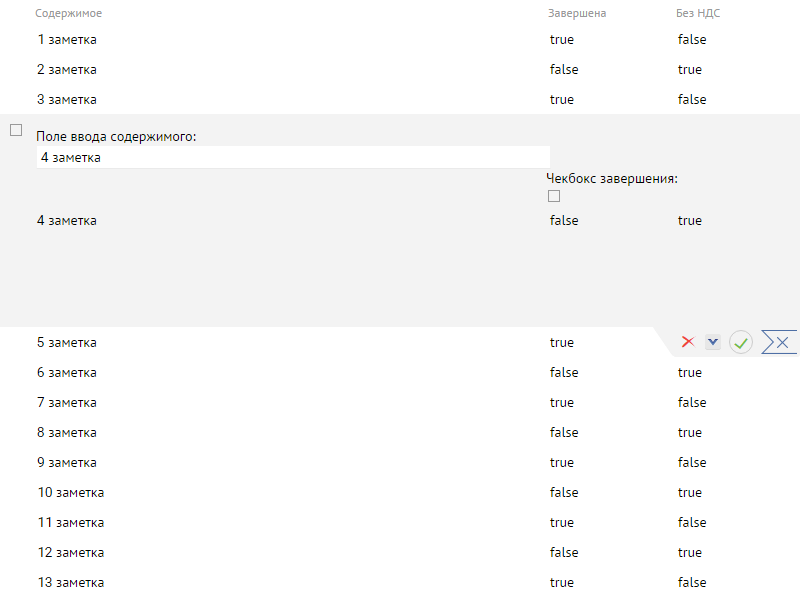 Содержимое Завершена Без НДС
1 заметка true false
2 заметка false true
3 заметка true false
Поле ввода содержимого:
4 заметка
Чекбокс завершения:
4 заметка false true
5 заметка true
6 заметка false true
7 заметка true false
8 заметка false true
9 заметка true false
10 заметка false true
11 заметка true false
12 заметка false true
13 заметка true false